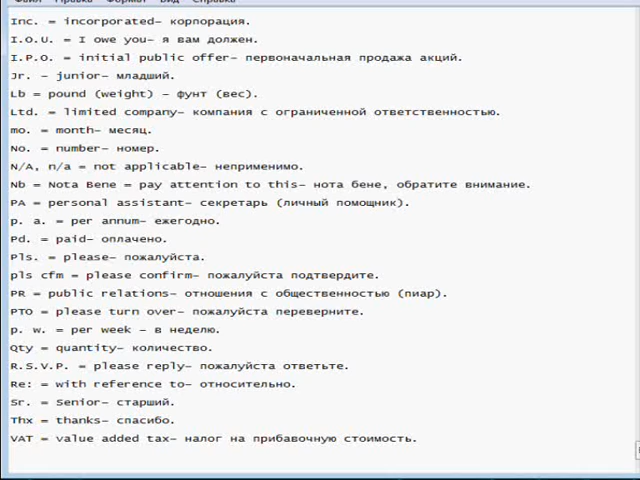 Файл Правка Формат Вид Справка
Inc. = incorporated- корпорация.
I.O.U. = I owe you- я вам должен.
I.P.O. = initial public offer- первоначальная продажа акций.
Jr. - junior- младший.
Lb = pound (weight) - фунт (вес).
Ltd. = limited company- компания с ограниченной ответственностью.
mo. = month- месяц.
No. = number- номер.
N/A, n/a = not applicable- неприменимо.
Nb = Nota Bene = pay attention to this- нота бене, обратите внимание.
PA = personal assistant- секретарь (личный помощник).
p. a. = per annum- ежегодно.
Pd. = paid- оплачено.
Pls. = please- пожалуйста.
pls cfm = please confirm- пожалуйста подтвердите.
PR = public relations- отношения с общественностью (пиар).
PTO = please turn over- пожалуйста переверните.
p. w. = per week - в неделю.
Qty = quantity- количество.
R.S.V.P. = please reply- пожалуйста ответьте.
Re: = with reference to- относительно.
Sr. = Senior- старший.
Thx = thanks- спасибо.
VAT = value added tax- налог на прибавочную стоимость.